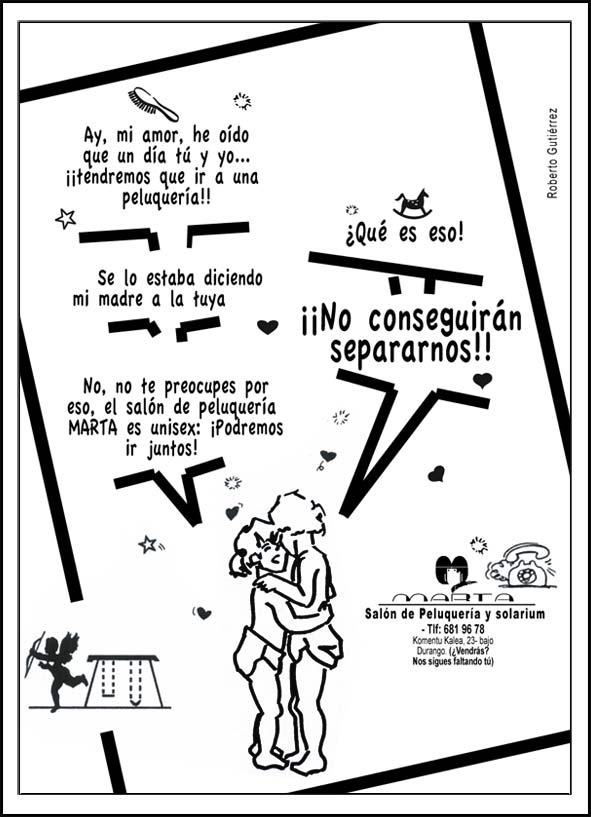 Ay, mi amor, he oído
que un día tú y yo...
¡¡tendremos que ir a una
peluquería!!
¿Qué es eso!
Se lo estaba diciendo
mi madre a la tuya
¡¡No conseguirán
separarnos!!
No, no te preocupes por
eso, el salón de peluquería
MARTA es unisex: ¡Podremos
ir juntos!
MARTA
Salón de Peluquería y solarium
- Tlf: 681 96 78
Komentu Kalea, 23- bajo
Durango. (¿Vendrás?
Nos sigues faltando tú)
Roberto Gutiérrez